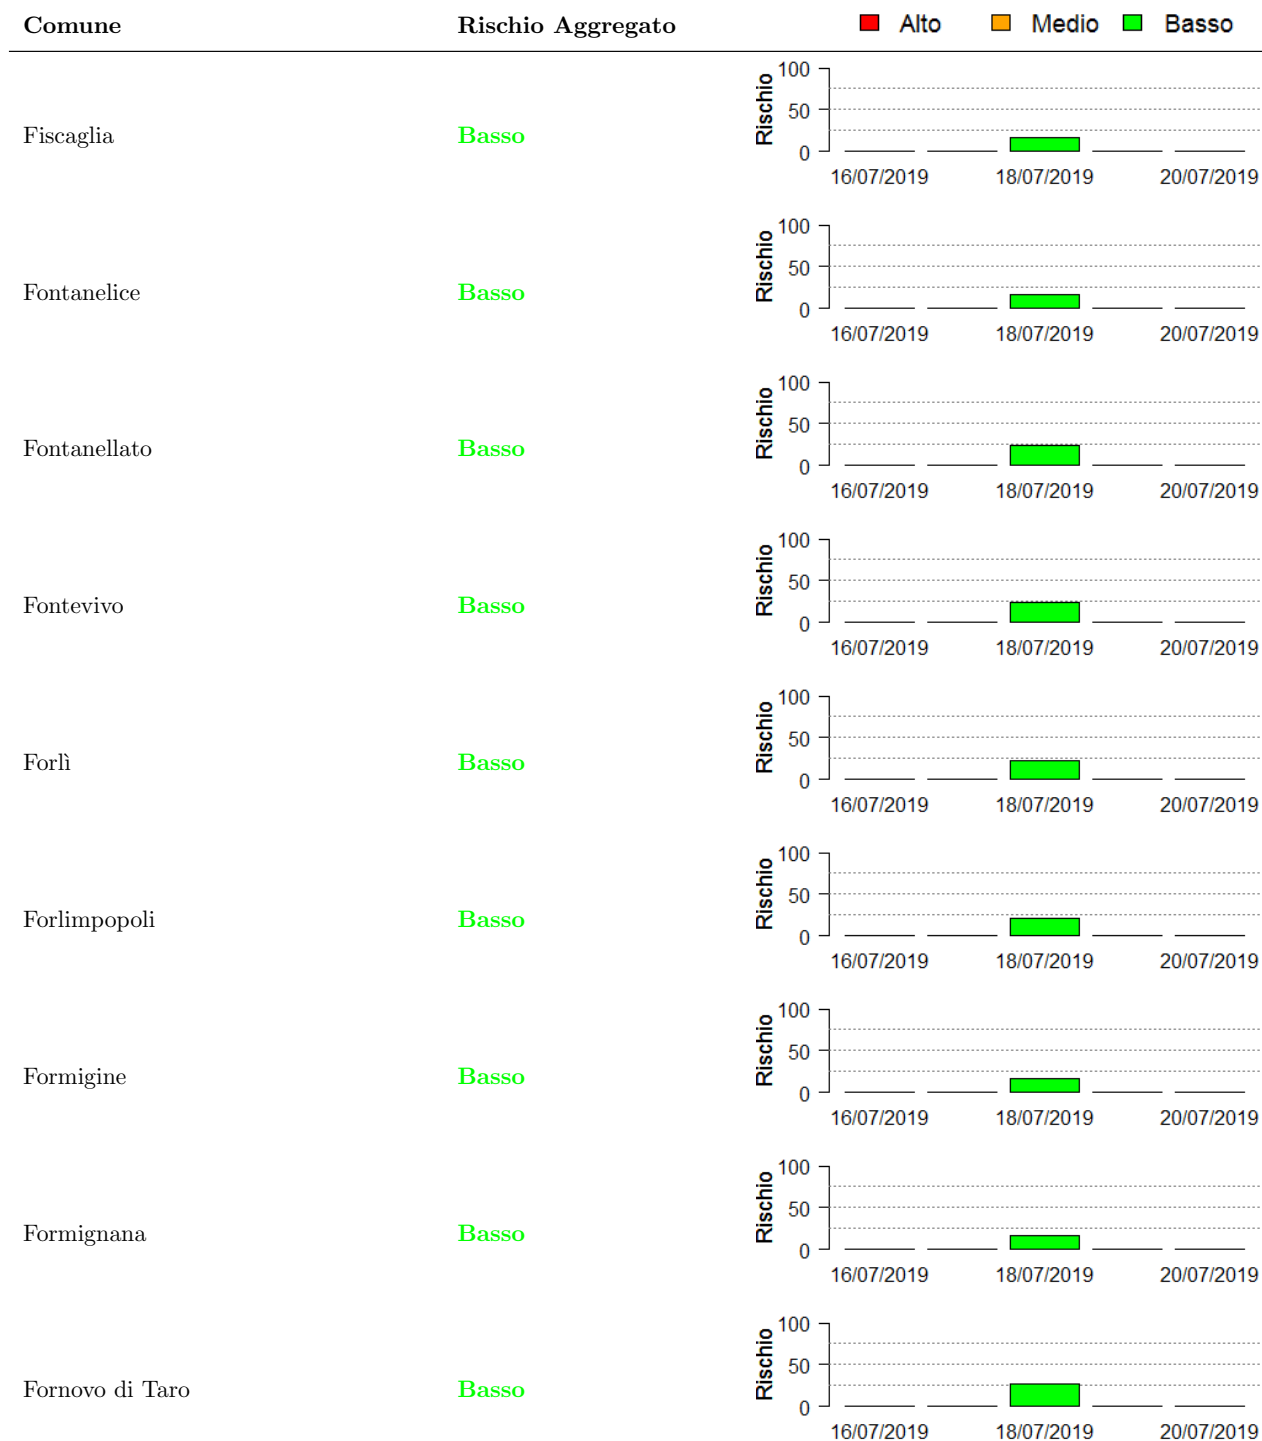 Comune Rischio Aggregato Alto Medio Basso
Fiscaglia Basso Rischio 100 50 0
16/07/2019 18/07/2019 20/07/2019
Fontanelice Basso Rischio 100 50 0
16/07/2019 18/07/2019 20/07/2019
Fontanellato Basso Rischio 100 50 0
16/07/2019 18/07/2019 20/07/2019
Fontevivo Basso Rischio 100 50 0
16/07/2019 18/07/2019 20/07/2019
Forlì Basso Rischio 100 50 0
16/07/2019 18/07/2019 20/07/2019
Forlimpopoli Basso Rischio 100 50 0
16/07/2019 18/07/2019 20/07/2019
Formigine Basso Rischio 100 50 0
16/07/2019 18/07/2019 20/07/2019
Formignana Basso Rischio 100 50 0
16/07/2019 18/07/2019 20/07/2019
Fornovo di Taro Basso Rischio 100 50 0
16/07/2019 18/07/2019 20/07/2019